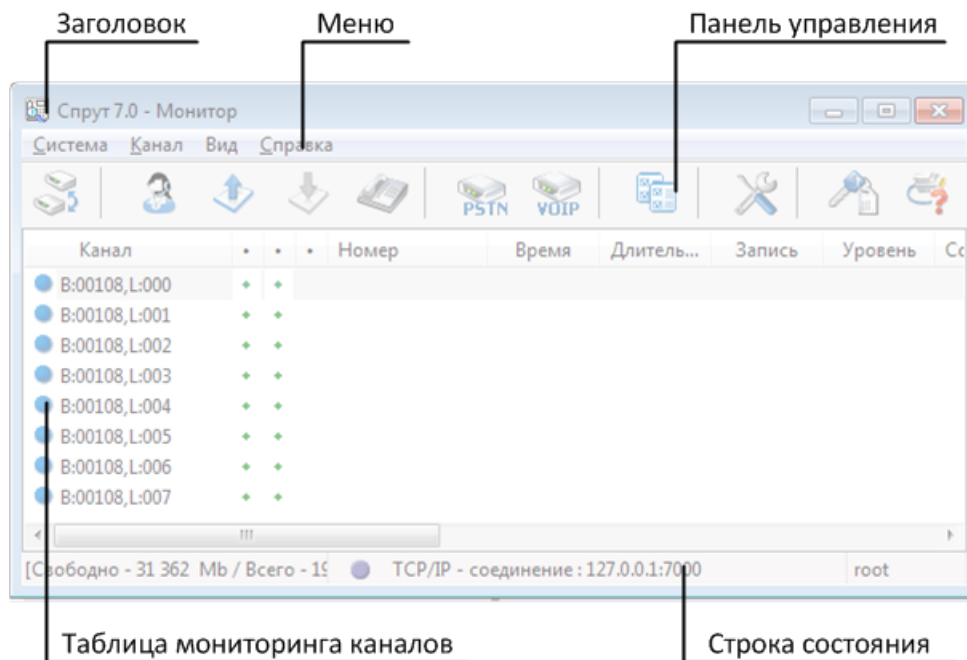 Заголовок Меню Панель управления
Спрут 7.0 - Монитор
Система Канал Вид Справка
PSTN VOIP
Канал Номер Время Длитель... Запись Уровень Сс
B:00108,L:000
B:00108,L:001
B:00108,L:002
B:00108,L:003
B:00108,L:004
B:00108,L:005
B:00108,L:006
B:00108,L:007
[Свободно - 31 362 Mb / Всего - 19 TCP/IP - соединение : 127.0.0.1:7000 root
Таблица мониторинга каналов Строка состояния